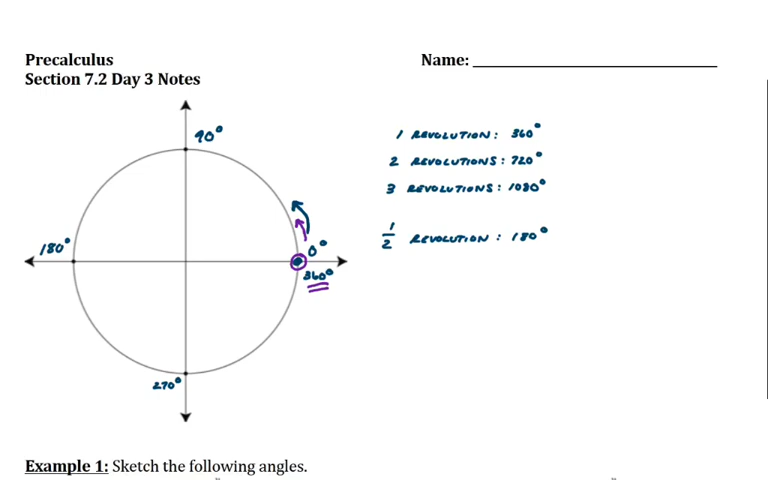 Precalculus
Name: ___________________________
Section 7.2 Day 3 Notes
90°
1 REVOLUTION: 360°
2 REVOLUTIONS: 720°
3 REVOLUTIONS: 1080°
1/2 REVOLUTION: 180°
180°
0°
360°
270°
Example 1: Sketch the following angles.